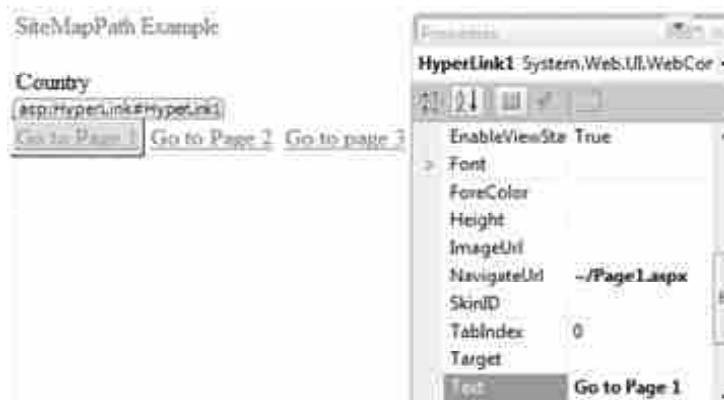 SiteMapPath Example
Country
asp:HyperLink#HyperLink1
Go to Page 1 Go to Page 2 Go to page 3
Properties
HyperLink1 System.Web.UI.WebCor
EnableViewStat True
Font
ForeColor
Height
ImageUrl
NavigateUrl ~/Page1.aspx
SkinID
TabIndex 0
Target
Text Go to Page 1